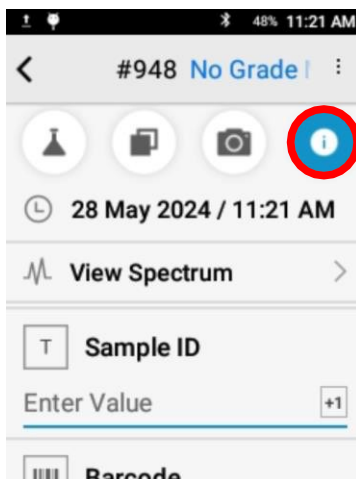 48% 11:21 AM
#948 No Grade
28 May 2024 / 11:21 AM
View Spectrum
T Sample ID
Enter Value +1
Barcode